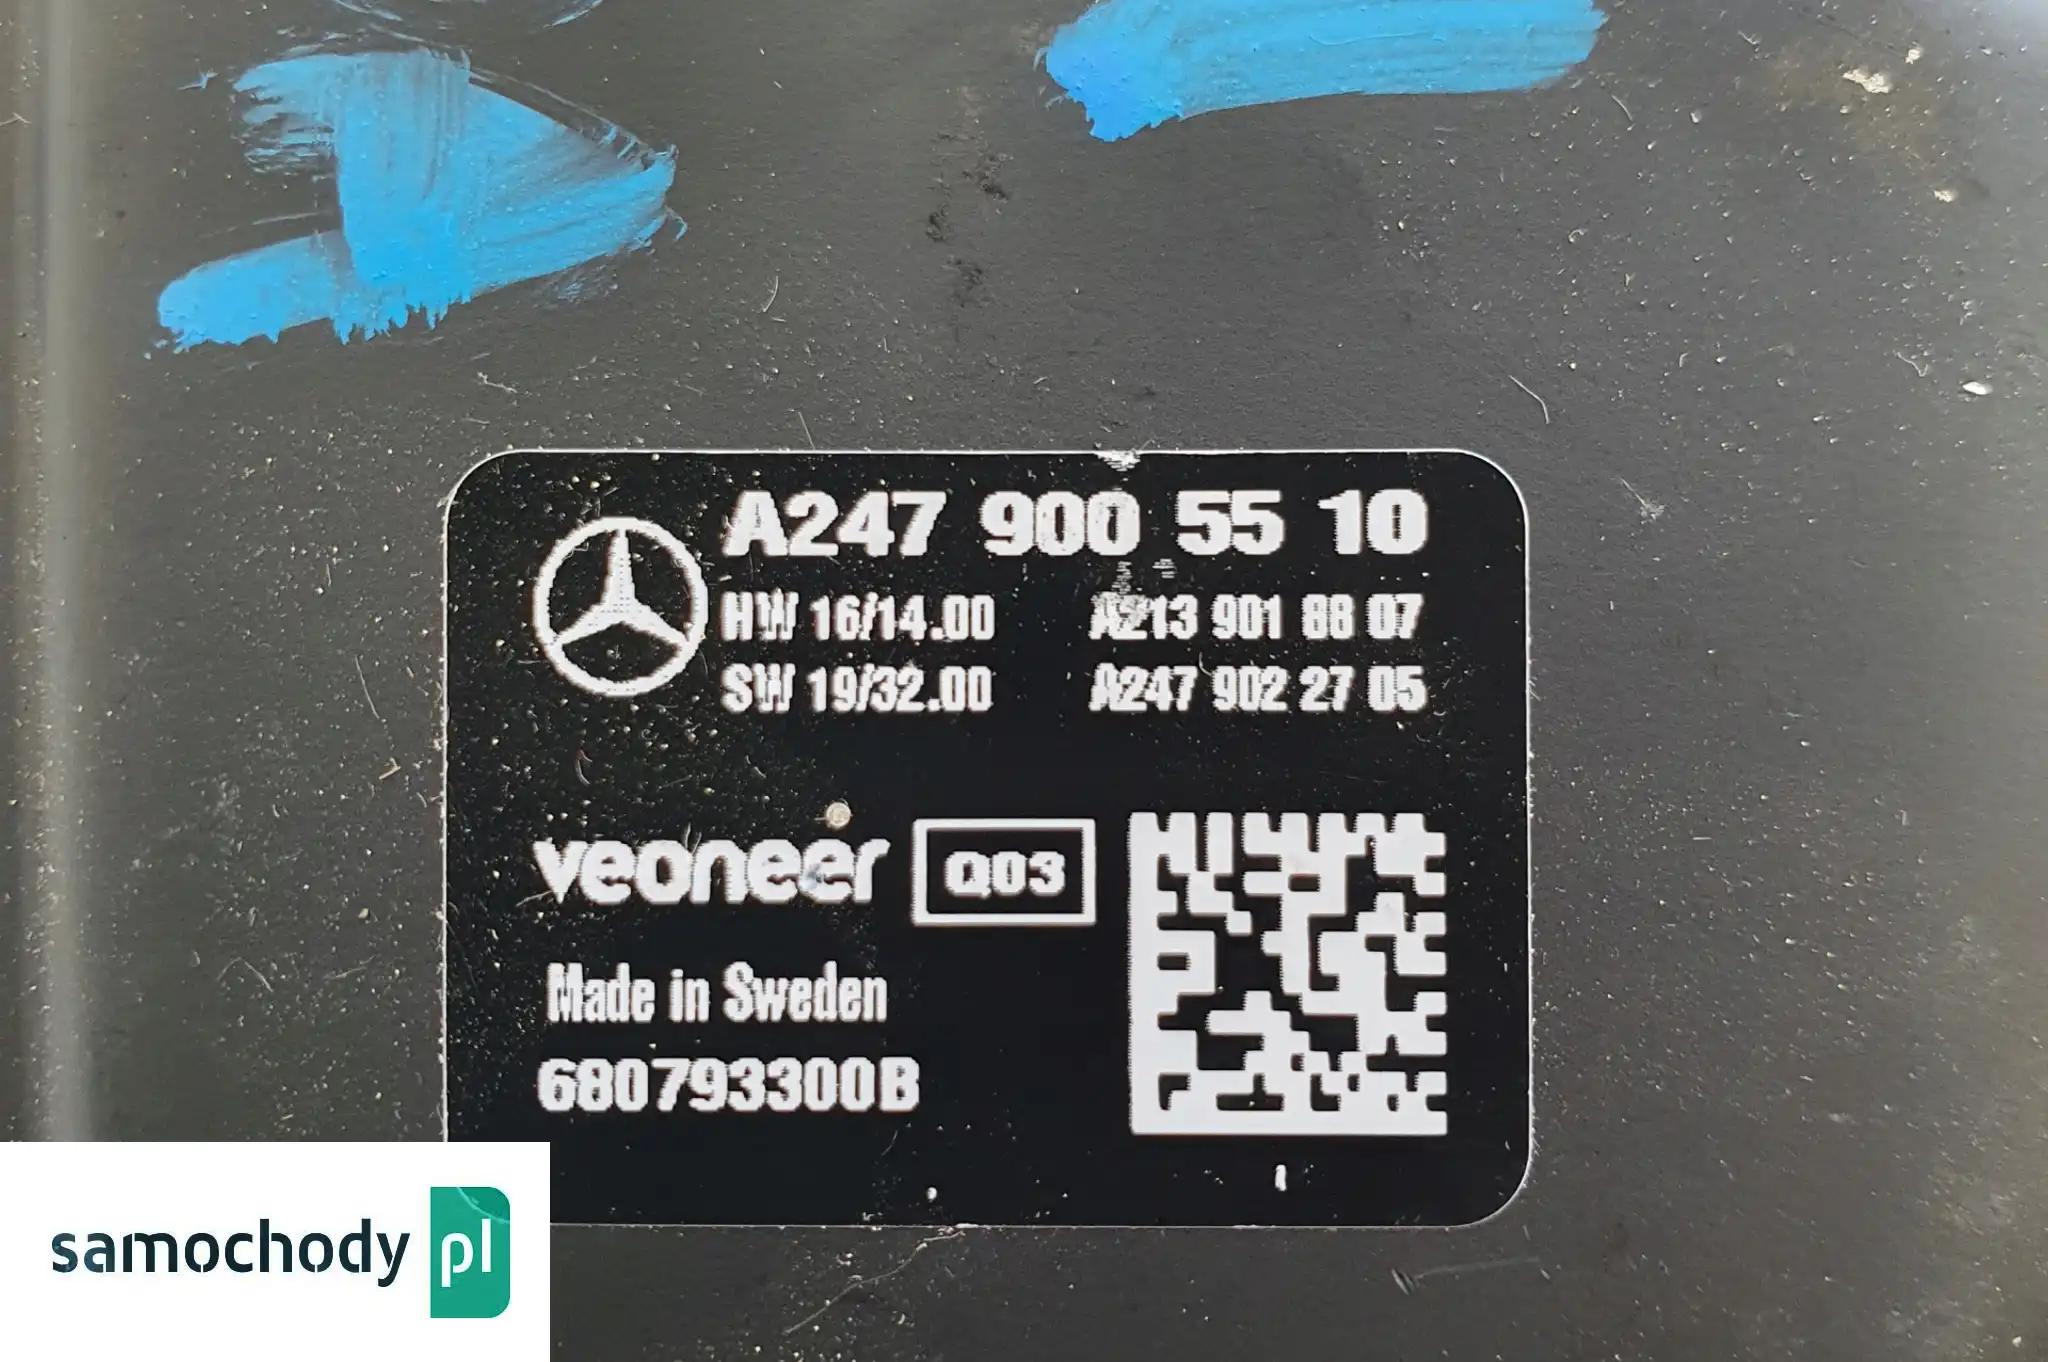 A247 900 55 10
HW 16/14.00 A213 901 88 07
SW 19/32.00 A247 902 27 05
veoneer Q03
Made in Sweden
680793300B
samochody pl